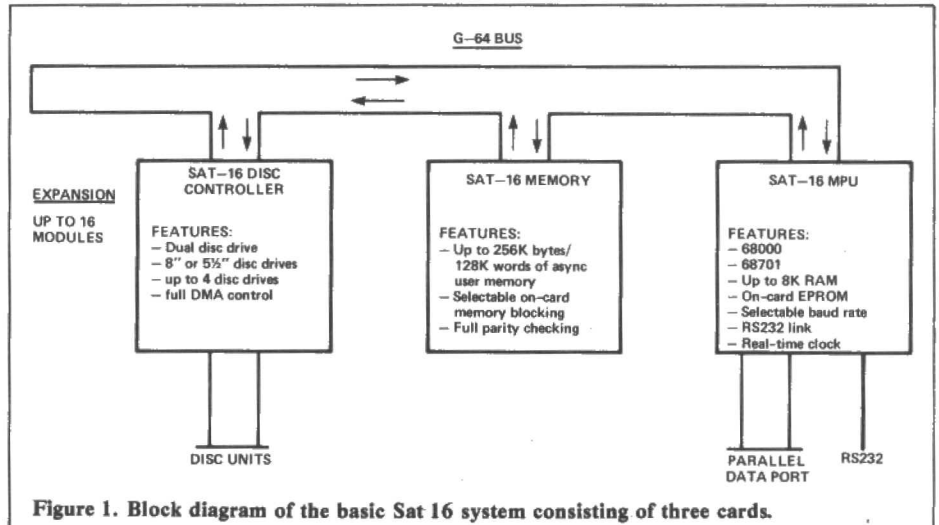 G–64 BUS
EXPANSION
UP TO 16
MODULES
SAT–16 DISC
CONTROLLER
FEATURES:
– Dual disc drive
– 8" or 5½" disc drives
– up to 4 disc drives
– full DMA control
DISC UNITS
SAT–16 MEMORY
FEATURES:
– Up to 256K bytes/
128K words of async
user memory
– Selectable on-card
memory blocking
– Full parity checking
SAT–16 MPU
FEATURES:
– 68000
– 68701
– Up to 8K RAM
– On-card EPROM
– Selectable baud rate
– RS232 link
– Real-time clock
PARALLEL
DATA PORT
RS232
Figure 1. Block diagram of the basic Sat 16 system consisting of three cards.